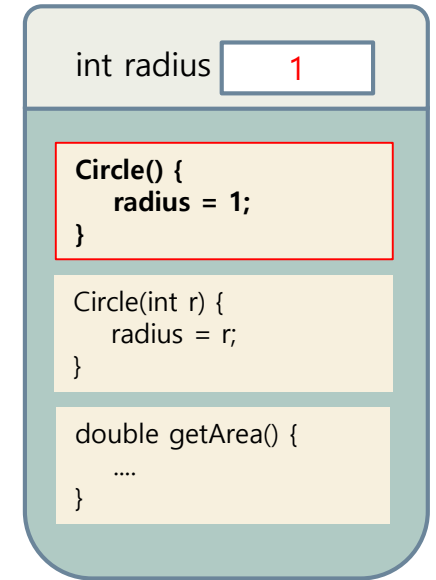 int radius 1
Circle() {
radius = 1;
}
Circle(int r) {
radius = r;
}
double getArea() {
....
}